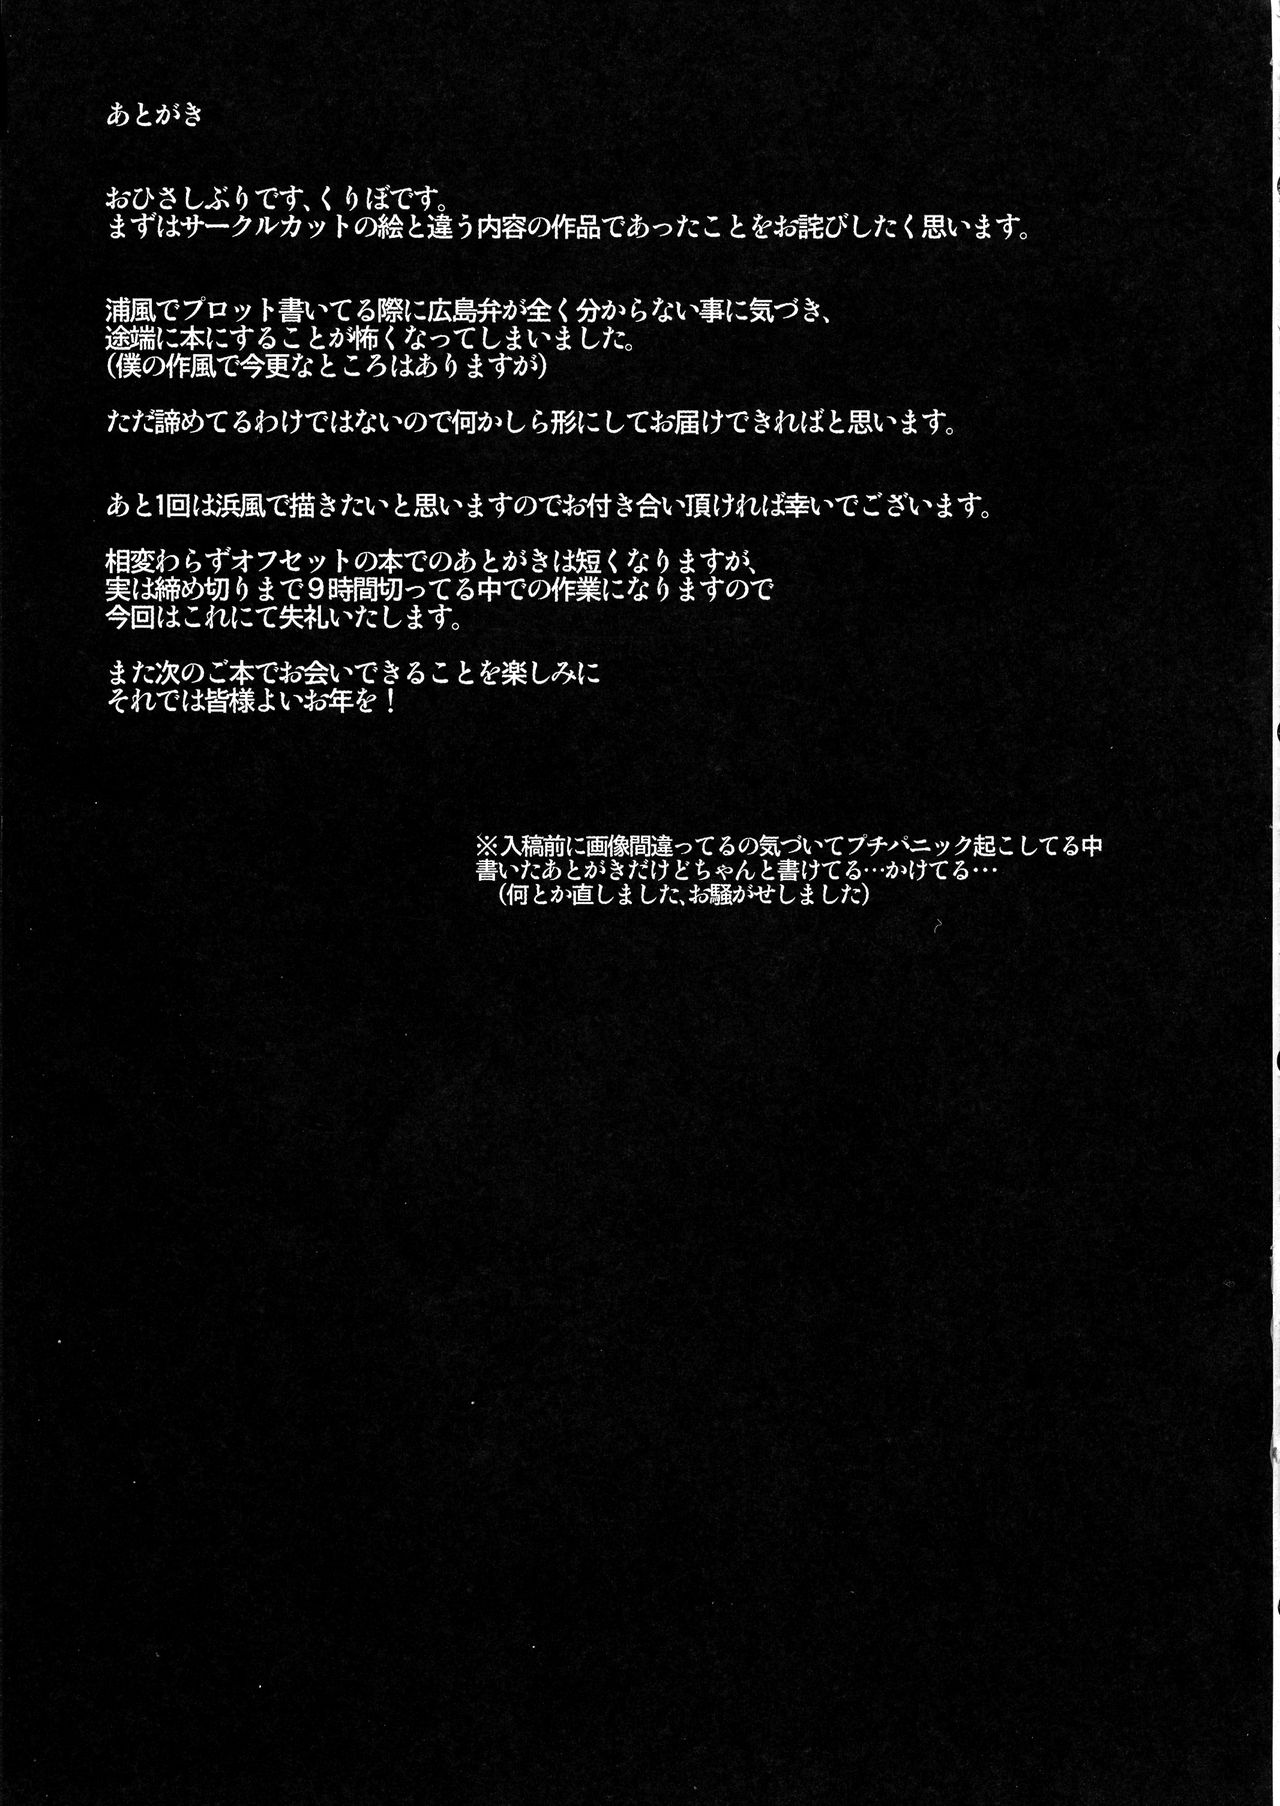 あとがき
おひさしぶりです、くりぼです。
まずはサークルカットの絵と違う内容の作品であったことをお詫びしたく思います。
浦風でプロット書いてる際に広島弁が全く分からない事に気づき、
途端に本にすることが怖くなってしまいました。
(僕の作風で今更なところはありますが)
ただ諦めてるわけではないので何かしら形にしてお届けできればと思います。
あと1回は浜風で描きたいと思いますのでお付き合い頂ければ幸いでございます。
相変わらずオフセットの本でのあとがきは短くなりますが、
実は締め切りまで９時間切ってる中での作業になりますので
今回はこれにて失礼いたします。
また次のご本でお会いできることを楽しみに
それでは皆様よいお年を！
※入稿前に画像間違ってるの気づいてプチパニック起こしてる中
書いたあとがきだけどちゃんと書けてる…かけてる…
(何とか直しました、お騒がせしました)